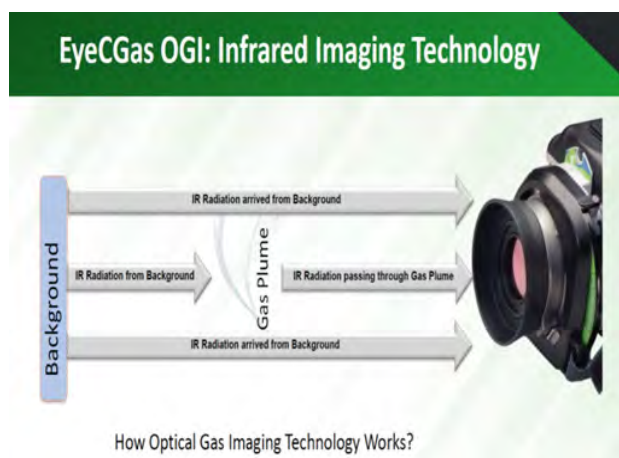 EyeCGas OGI: Infrared Imaging Technology
IR Radiation arrived from Background
Background
IR Radiation from Background
Gas Plume
IR Radiation passing through Gas Plume
IR Radiation arrived from Background
How Optical Gas Imaging Technology Works?